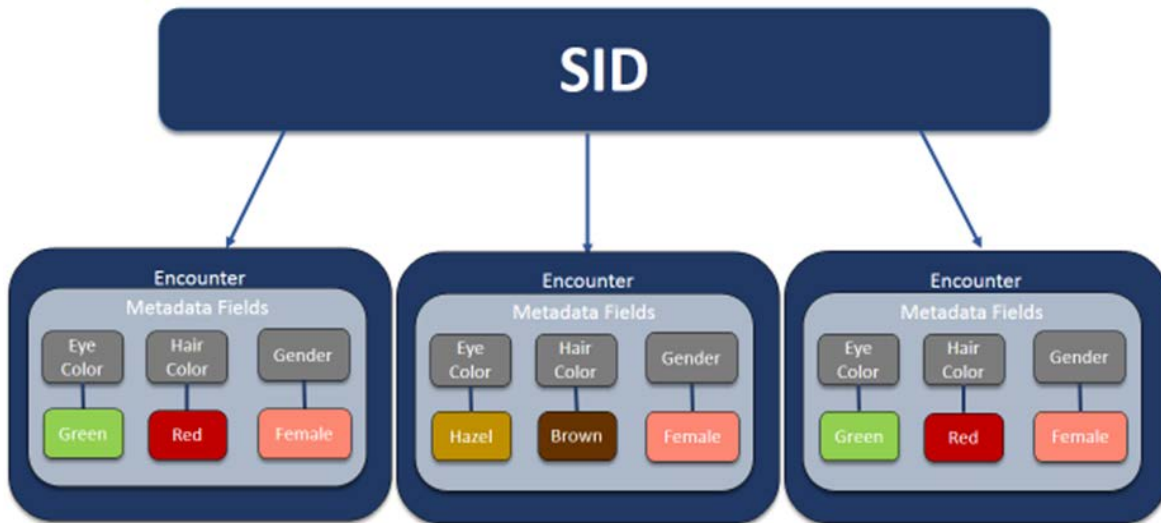 SID
Encounter
Metadada Fields
Eye
Color
Hair
Color
Gender
Green
Red
Female
Encounter
Metadata Fields
Eye
Color
Hair
Color
Gender
Hazel
Brown
Female
Encounter
Metadata Fields
Eye
Color
Hair
Color
Gender
Green
Red
Female